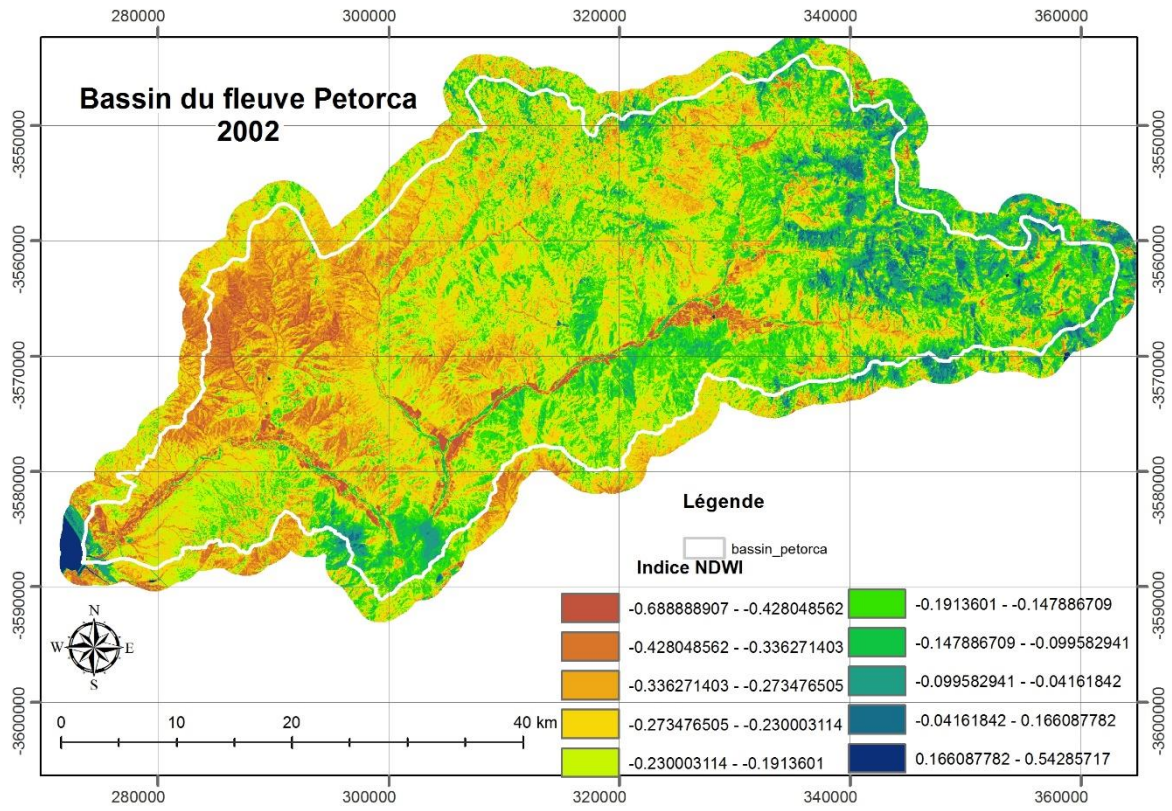 280000 300000 320000 340000 360000
Bassin du fleuve Petorca
2002
-3550000 -3550000
-3560000 -3560000
-3570000 -3570000
-3580000 -3580000
-3590000 -3590000
-3600000 -3600000
Légende
bassin_petorca
Indice NDWI
-0.688888907 - -0.428048562
-0.428048562 - -0.336271403
-0.336271403 - -0.273476505
-0.273476505 - -0.230003114
-0.230003114 - -0.1913601
-0.1913601 - -0.147886709
-0.147886709 - -0.099582941
-0.099582941 - -0.04161842
-0.04161842 - 0.166087782
0.166087782 - 0.54285717
N
W E
S
0 10 20 40 km
280000 300000 320000 340000 360000